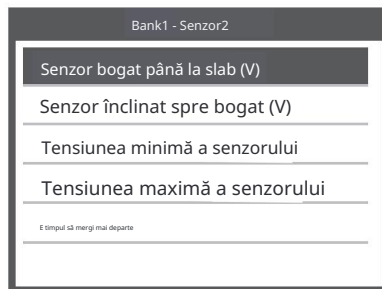 Bank1 - Senzor2
Senzor bogat până la slab (V)
Senzor înclinat spre bogat (V)
Tensiunea minimă a senzorului
Tensiunea maximă a senzorului
E timpul să mergi mai departe